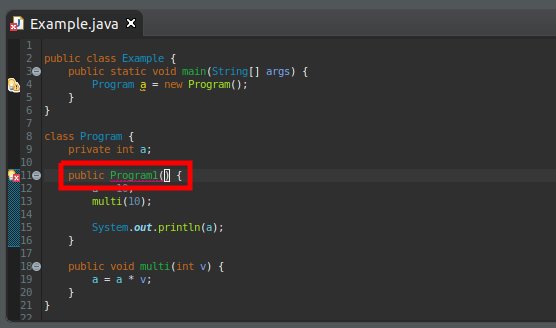 Example.java
1
2 public class Example {
3 public static void main(String[] args) {
4 Program a = new Program();
5 }
6 }
7
8 class Program {
9 private int a;
10
11 public Program1() {
12
13 multi(10);
14
15 System.out.println(a);
16 }
17
18 public void multi(int v) {
19 a = a * v;
20 }
21 }
22